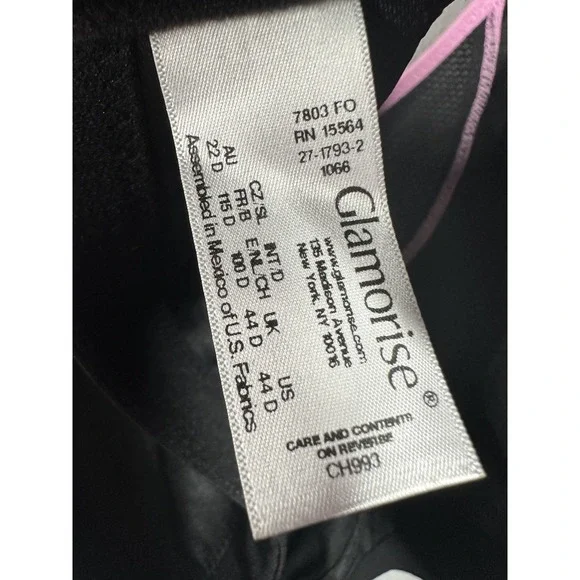 7803 FO
RN 15564
27-1793-2
1066
Glamorise®
www.glamorise.com
135 Madison Avenue
New York, NY 10016
AU CZ/SL FR/B INT/D E/NL/CH UK US
22 D 115 D 100 D 44 D 44 D
Assembled in Mexico of U.S. Fabrics
CARE AND CONTENTS
ON REVERSE
CH993